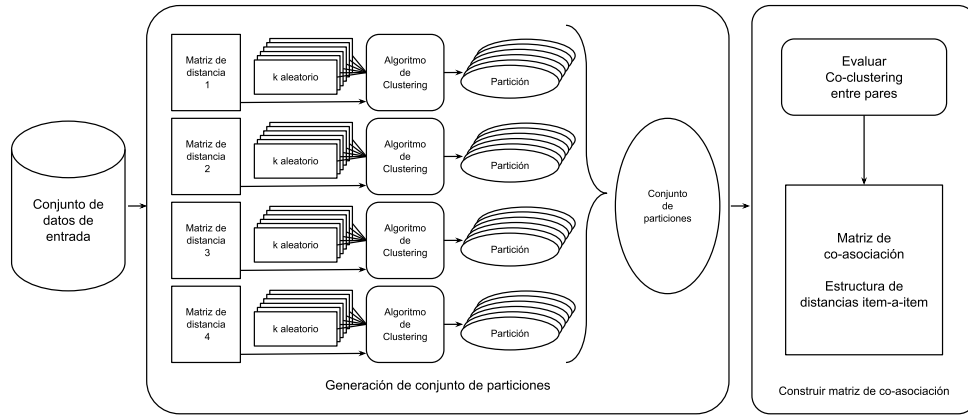 Conjunto de
datos de
entrada
Matriz de
distancia
1
k aleatorio
Algoritmo
de
Clustering
Partición
Matriz de
distancia
2
k aleatorio
Algoritmo
de
Clustering
Partición
Matriz de
distancia
3
k aleatorio
Algoritmo
de
Clustering
Partición
Matriz de
distancia
4
k aleatorio
Algoritmo
de
Clustering
Partición
Generación de conjunto de particiones
Conjunto
de
particiones
Evaluar
Co-clustering
entre pares
Matriz de
co-asociación
Estructura de
distancias item-a-item
Construir matriz de co-asociación